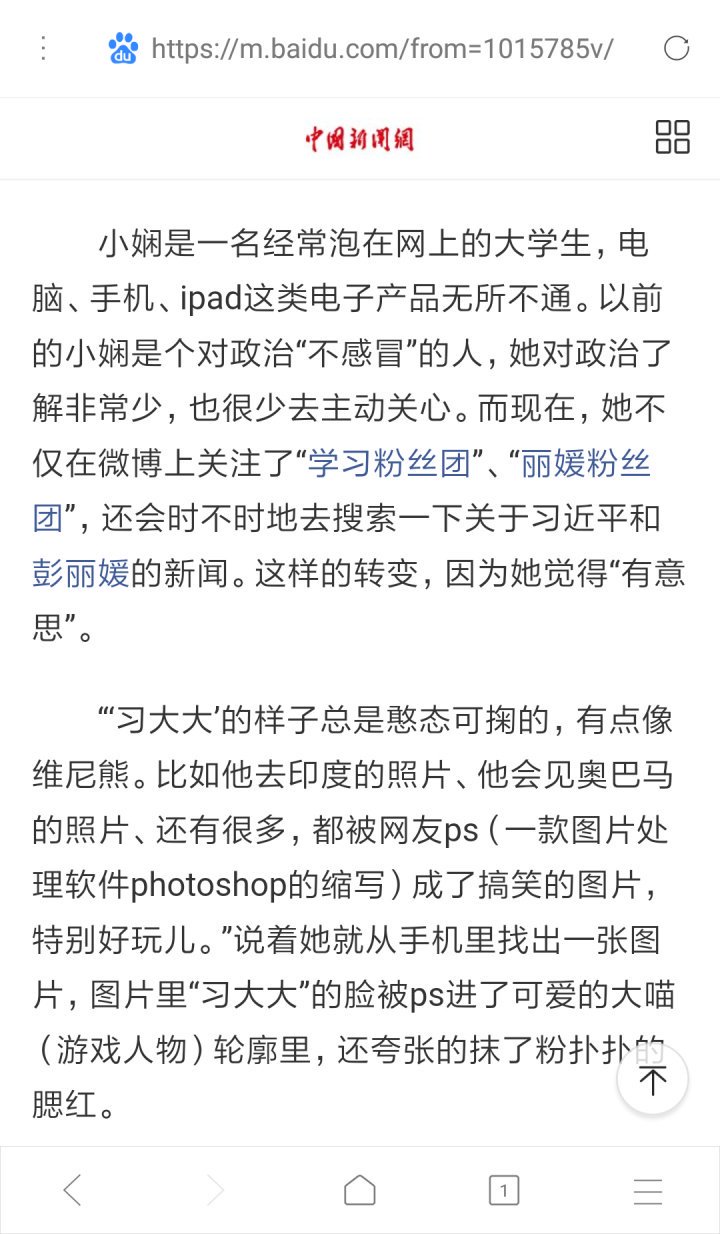 https://m.baidu.com/from=1015785v/
中国新闻網
小娴是一名经常泡在网上的大学生，电
脑、手机、ipad这类电子产品无所不通。以前
的小娴是个对政治“不感冒”的人，她对政治了
解非常少，也很少去主动关心。而现在，她不
仅在微博上关注了“学习粉丝团”、“丽媛粉丝
团”，还会时不时地去搜索一下关于习近平和
彭丽媛的新闻。这样的转变，因为她觉得“有意
思”。
“‘习大大’的样子总是憨态可掬的，有点像
维尼熊。比如他去印度的照片、他会见奥巴马
的照片、还有很多，都被网友ps（一款图片处
理软件photoshop的缩写）成了搞笑的图片，
特别好玩儿。”说着她就从手机里找出一张图
片，图片里“习大大”的脸被ps进了可爱的大喵
（游戏人物）轮廓里，还夸张的抹了粉扑扑的
腮红。
1